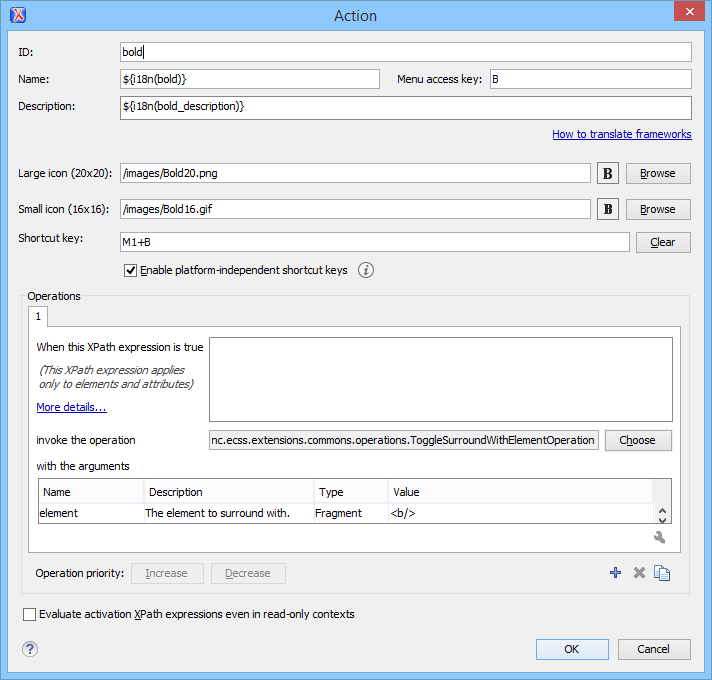 Action
ID:
bold
Name:
${i18n(bold)}
Menu access key:
B
Description:
${i18n(bold_description)}
How to translate frameworks
Large icon (20x20):
/images/Bold20.png
B
Browse
Small icon (16x16):
/images/Bold16.gif
B
Browse
Shortcut key:
M1+B
Clear
Enable platform-independent shortcut keys
i
Operations
1
When this XPath expression is true
(This XPath expression applies
only to elements and attributes)
More details...
invoke the operation
nc.ecss.extensions.commons.operations.ToggleSurroundWithElementOperation
Choose
with the arguments
Name Description Type Value
element The element to surround with. Fragment <b/>
Operation priority:
Increase
Decrease
Evaluate activation XPath expressions even in read-only contexts
?
OK
Cancel